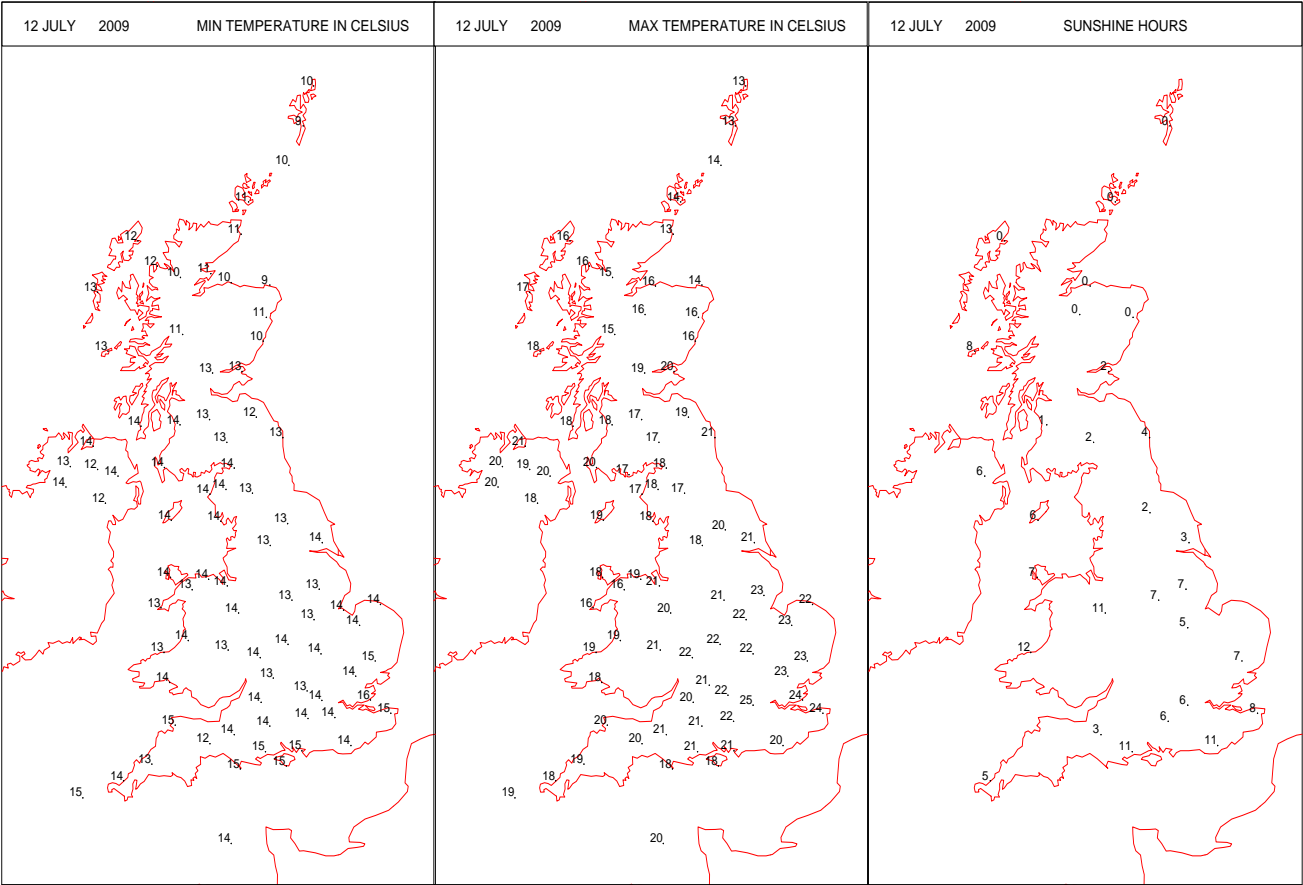 12 JULY 2009 MIN TEMPERATURE IN CELSIUS
10.
9.
10.
11.
11.
12.
12. 10. 11. 10. 9.
13.
11.
11. 10.
13.
13. 13.
14. 14. 13. 12.
14. 13. 13.
13. 12. 14. 14. 14.
14. 12. 14. 14. 13.
14. 14. 13.
13. 14.
14. 13. 14. 14. 13.
13. 14. 13. 13. 14. 14.
14.
13. 14. 13. 14. 14. 14. 15.
14. 13. 14.
14. 13. 14. 16.
15. 14. 14. 14. 14. 15.
12. 15. 15. 14.
14. 13. 15. 15.
15.
14.
12 JULY 2009 MAX TEMPERATURE IN CELSIUS
13.
13.
14.
14.
13.
16.
16. 15. 16. 14.
17.
16. 16.
15. 16.
18.
19. 20.
18. 18. 17. 19.
21. 17. 21.
20. 19. 20. 20. 17. 18.
20. 18. 17. 18. 17.
19. 18. 20.
18. 21.
18. 16. 19. 21. 23.
16. 20. 21. 22. 22.
23.
19. 19. 21. 22. 22. 22. 23.
18. 21. 23.
20. 22. 25. 24.
20. 21. 21. 22. 24.
20. 21. 21. 20.
18. 19. 18. 18.
19.
20.
12 JULY 2009 SUNSHINE HOURS
0.
0.
0.
0.
0. 0.
8.
2.
1. 2. 4.
6.
6. 2.
3.
7. 7.
11. 7.
5.
12. 7.
6.
3. 6. 8.
11. 11.
5.